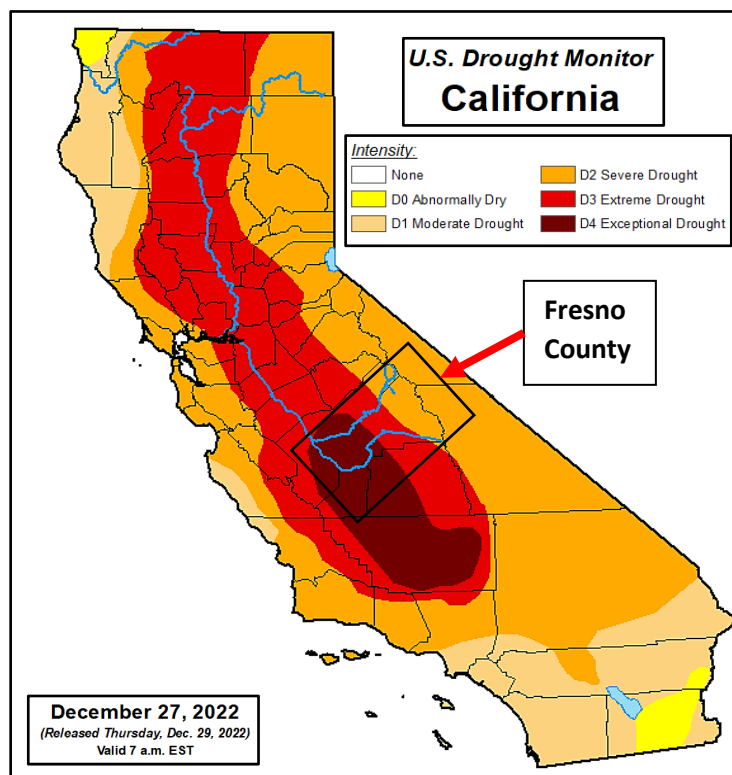 U.S. Drought Monitor
California
Intensity:
None
D0 Abnormally Dry
D1 Moderate Drought
D2 Severe Drought
D3 Extreme Drought
D4 Exceptional Drought
Fresno
County
December 27, 2022
(Released Thursday, Dec. 29, 2022)
Valid 7 a.m. EST